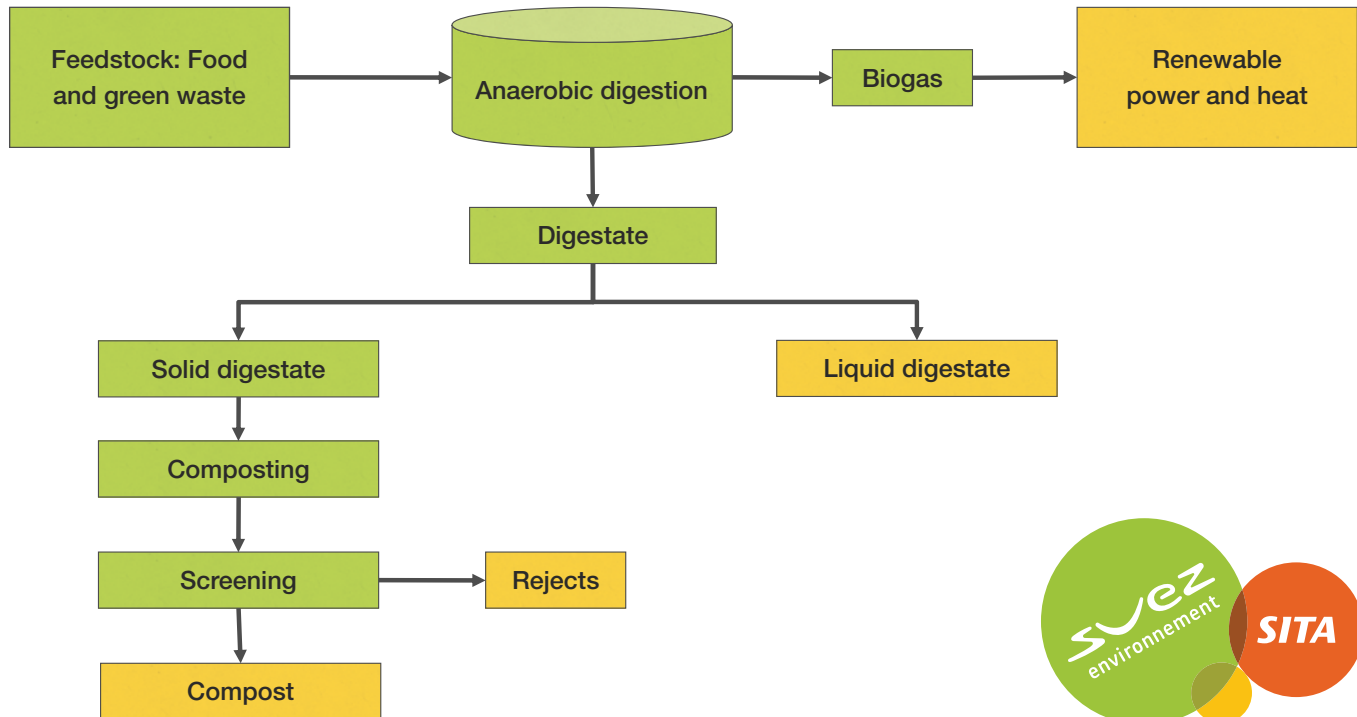 Feedstock: Food
and green waste
Anaerobic digestion
Biogas
Renewable
power and heat
Digestate
Solid digestate
Liquid digestate
Composting
Screening
Rejects
Compost
suez
environnement
SITA